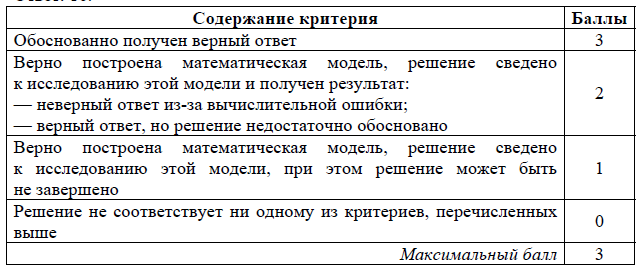 Содержание критерия Баллы
Обоснованно получен верный ответ 3
Верно построена математическая модель, решение сведено
к исследованию этой модели и получен результат:
— неверный ответ из-за вычислительной ошибки; 2
— верный ответ, но решение недостаточно обосновано
Верно построена математическая модель, решение сведено
к исследованию этой модели, при этом решение может быть 1
не завершено
Решение не соответствует ни одному из критериев, перечисленных 0
выше
Максимальный балл 3